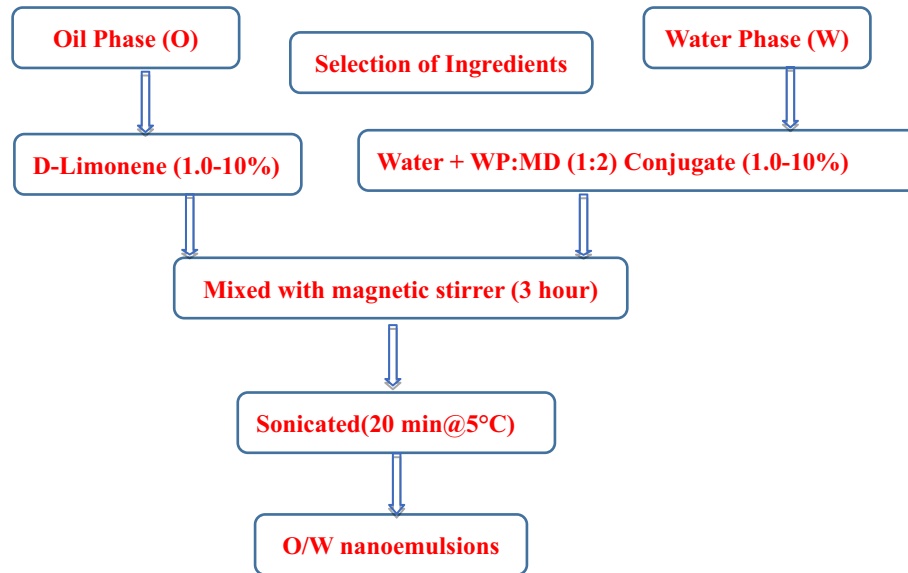 Oil Phase (O)
Selection of Ingredients
Water Phase (W)
D-Limonene (1.0-10%)
Water + WP:MD (1:2) Conjugate (1.0-10%)
Mixed with magnetic stirrer (3 hour)
Sonicated(20 min@5°C)
O/W nanoemulsions